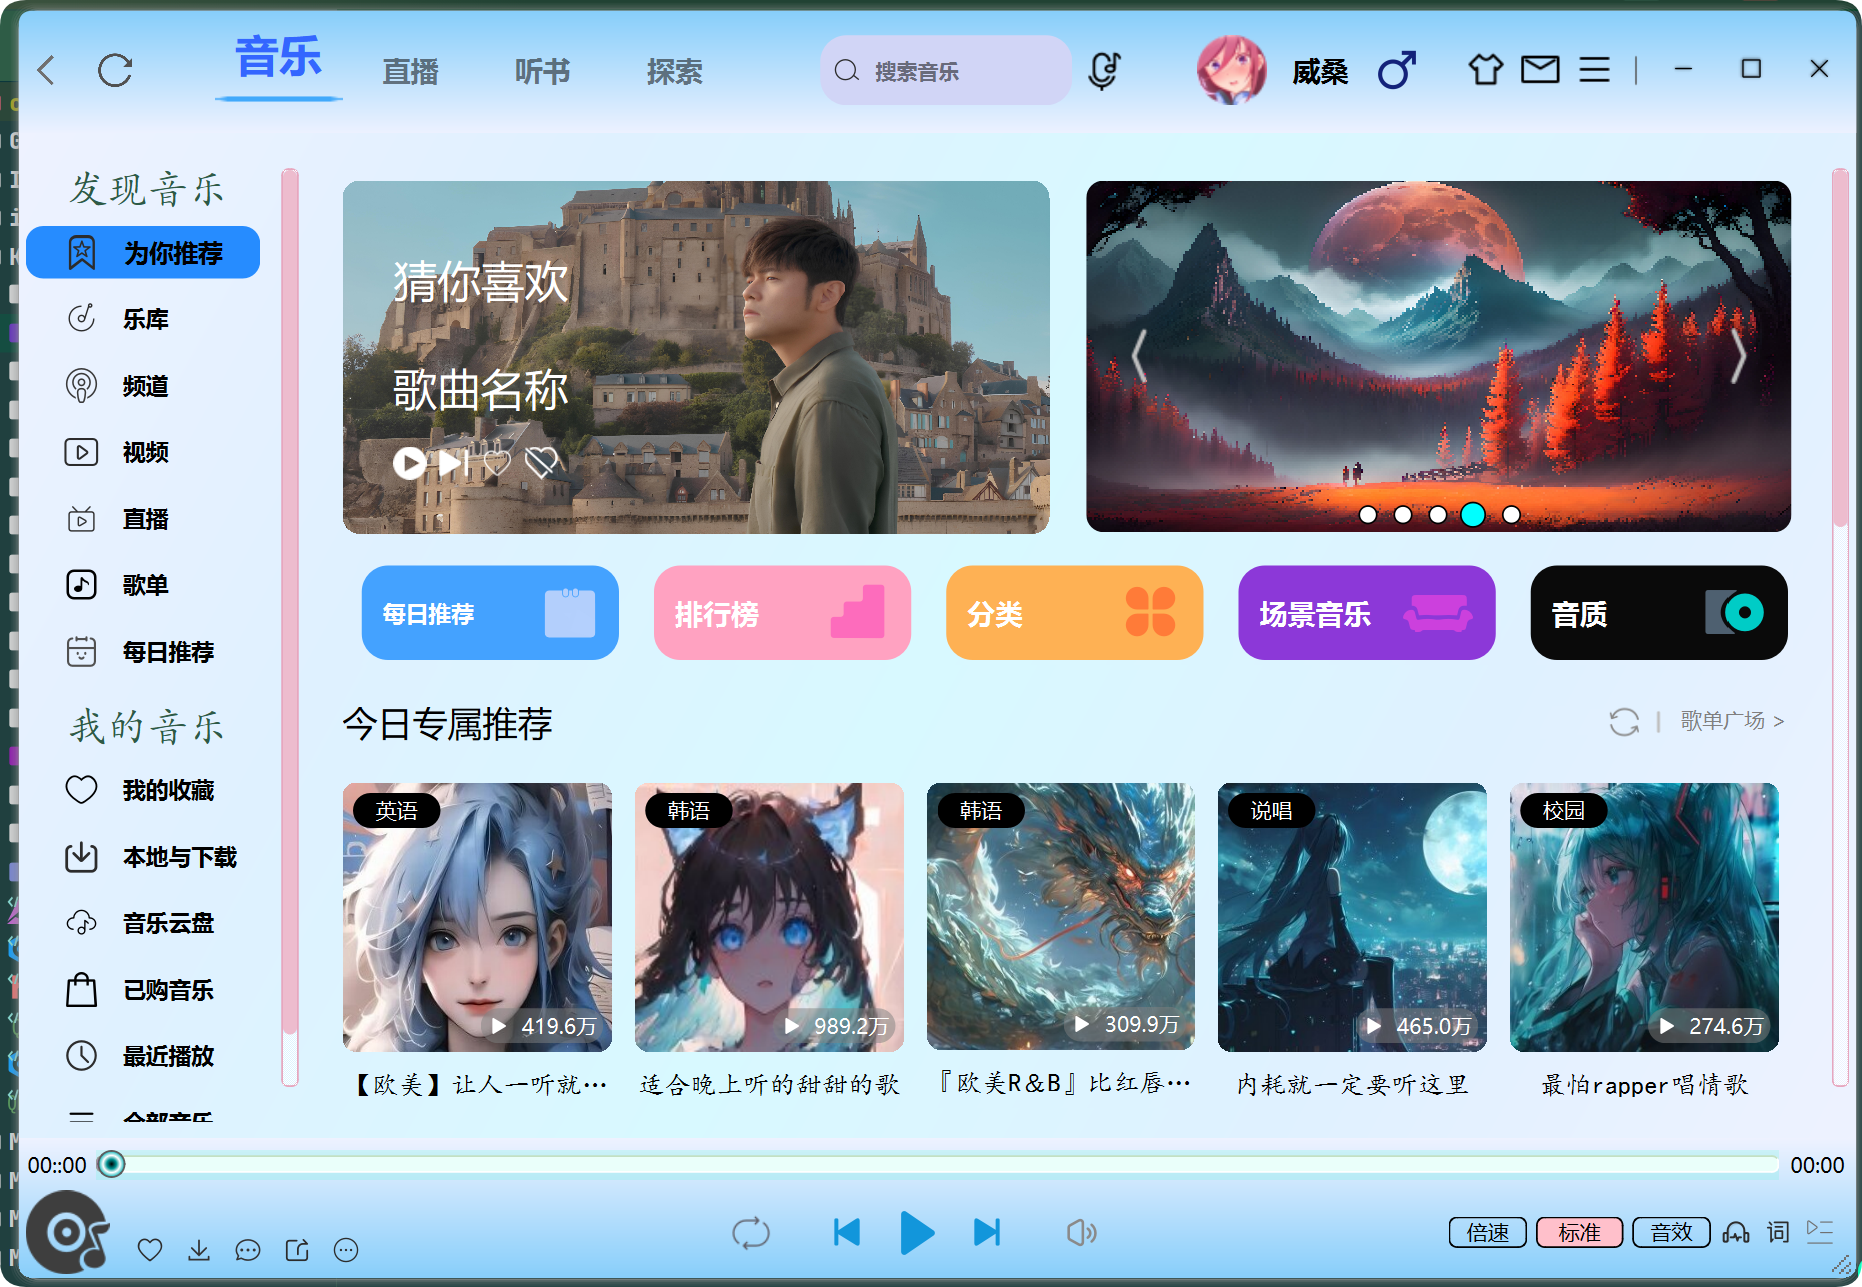 音乐
直播
听书
探索
搜索音乐
威桑
发现音乐
为你推荐
乐库
频道
视频
直播
歌单
每日推荐
我的音乐
我的收藏
本地与下载
音乐云盘
已购音乐
最近播放
全部音乐
猜你喜欢
歌曲名称
每日推荐
排行榜
分类
场景音乐
音质
今日专属推荐
歌单广场 >
英语
韩语
韩语
说唱
校园
419.6万
989.2万
309.9万
465.0万
274.6万
【欧美】让人一听就…
适合晚上听的甜甜的歌
『欧美R&B』比红唇…
内耗就一定要听这里
最怕rapper唱情歌
00::00
00:00
倍速
标准
音效
词